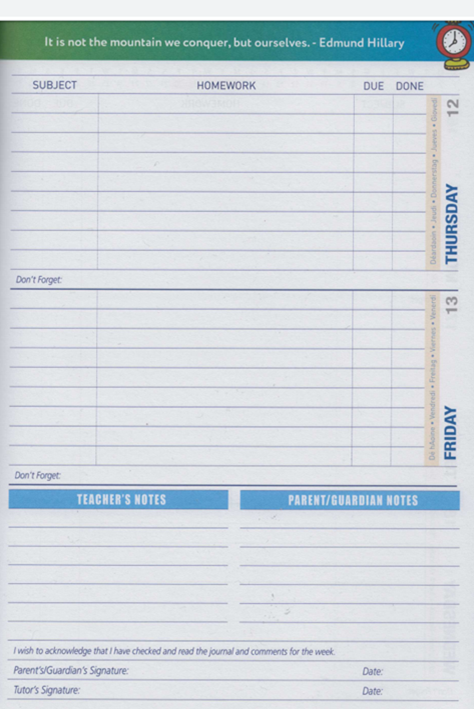 It is not the mountain we conquer, but ourselves. - Edmund Hillary
SUBJECT HOMEWORK DUE DONE
12
THURSDAY
Déardaoin • Jeudi • Donnerstag • Jueves • Giovedì
Don't Forget:
13
FRIDAY
Dé hAoine • Vendredi • Freitag • Viernes • Venerdì
Don't Forget:
TEACHER'S NOTES PARENT/GUARDIAN NOTES
I wish to acknowledge that I have checked and read the journal and comments for the week.
Parent's/Guardian's Signature: Date:
Tutor's Signature: Date: